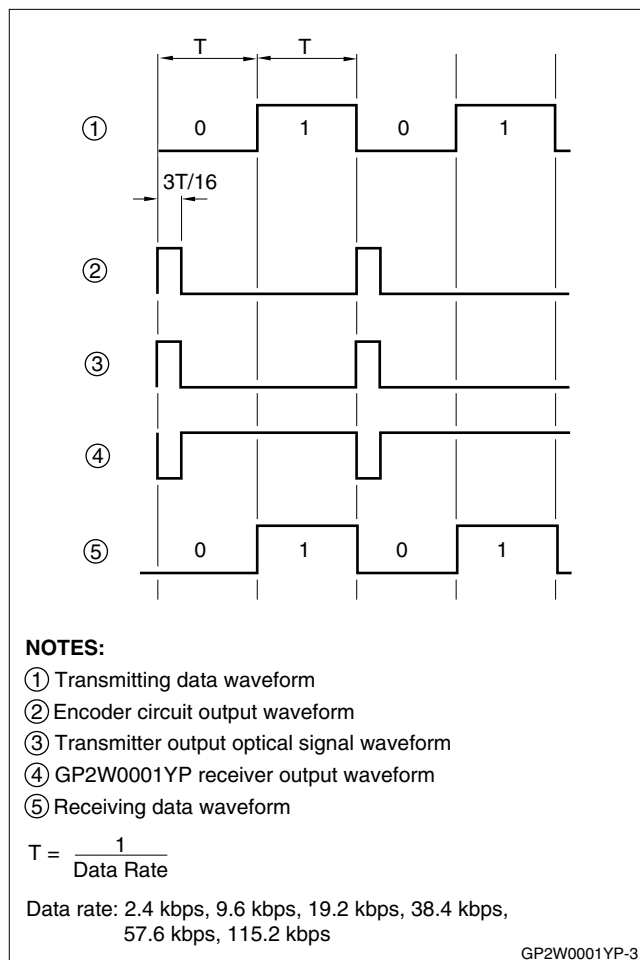 T T
① 0 1 0 1
3T/16
②
③
④
⑤ 0 1 0 1
NOTES:
① Transmitting data waveform
② Encoder circuit output waveform
③ Transmitter output optical signal waveform
④ GP2W0001YP receiver output waveform
⑤ Receiving data waveform
T = 1
Data Rate
Data rate: 2.4 kbps, 9.6 kbps, 19.2 kbps, 38.4 kbps,
57.6 kbps, 115.2 kbps
GP2W0001YP-3